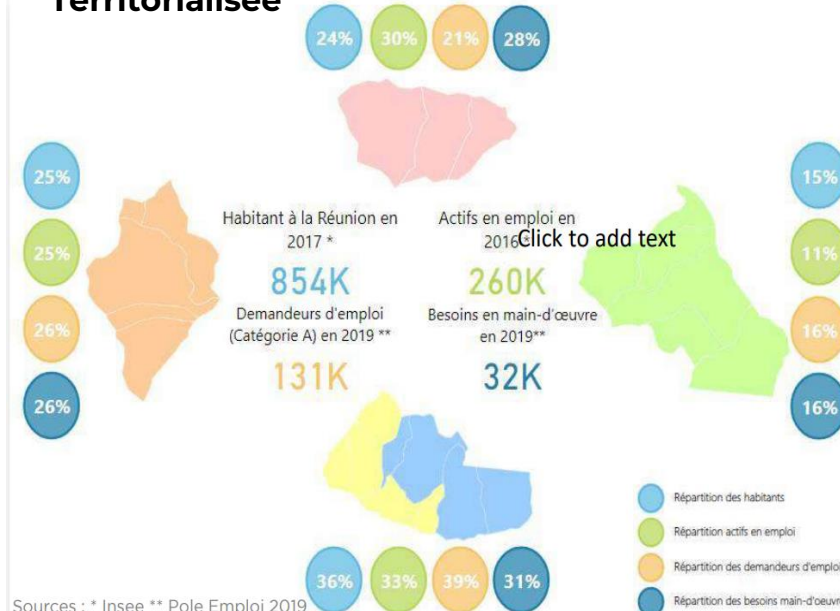 Territorialisée
24% 30% 21% 28%
25%
25%
26%
26%
Habitant à la Réunion en
2017 *
854K
Actifs en emploi en
2016 *
Click to add text
260K
Demandeurs d'emploi
(Catégorie A) en 2019 **
131K
Besoins en main-d'œuvre
en 2019**
32K
15%
11%
16%
16%
36% 33% 39% 31%
Répartition des habitants
Répartition actifs en emploi
Répartition des demandeurs d'emploi
Répartition des besoins main-d'oeuvre
Sources : * Insee ** Pole Emploi 2019